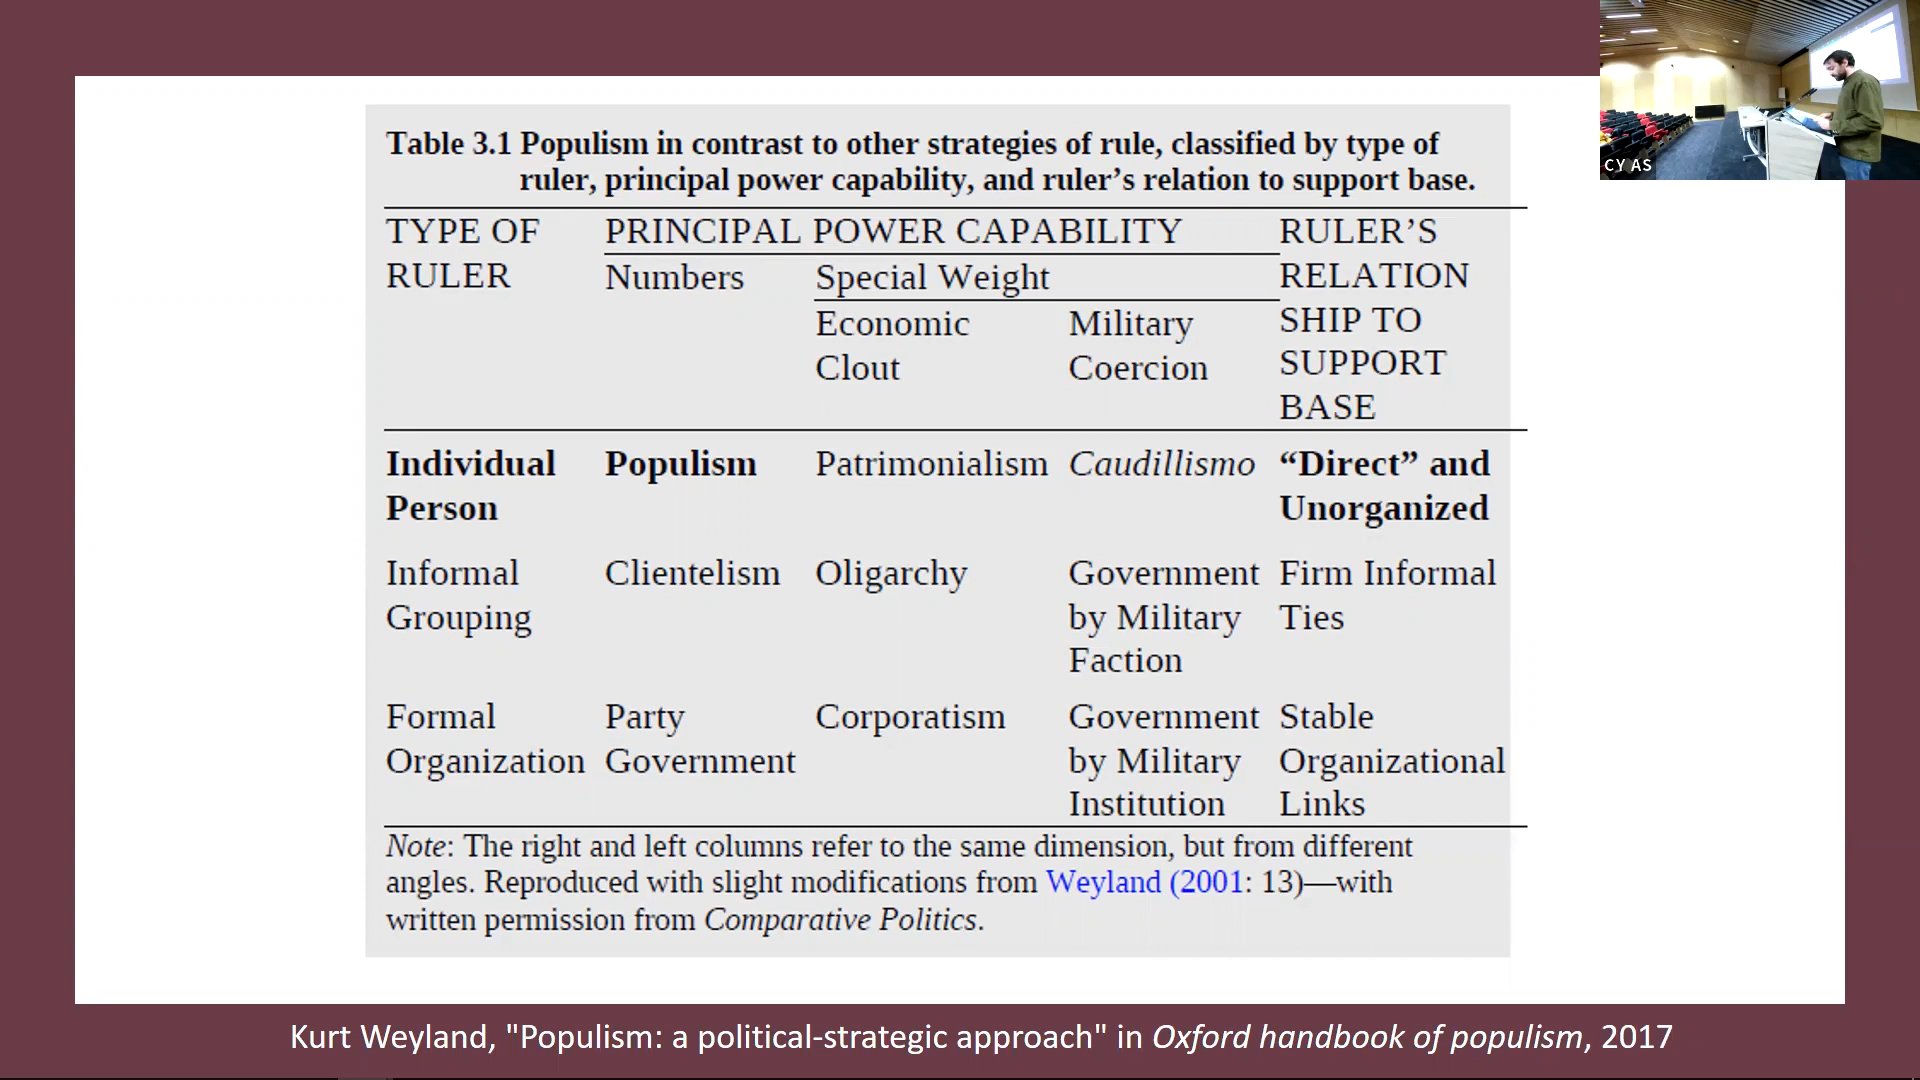 Table 3.1 Populism in contrast to other strategies of rule, classified by type of
ruler, principal power capability, and ruler’s relation to support base.
TYPE OF RULER
PRINCIPAL POWER CAPABILITY
RULER’S RELATION SHIP TO SUPPORT BASE
Numbers
Special Weight
Economic Clout
Military Coercion
Individual Person
Populism
Patrimonialism
Caudillismo
“Direct” and Unorganized
Informal Grouping
Clientelism
Oligarchy
Government by Military Faction
Firm Informal Ties
Formal Organization
Party Government
Corporatism
Government by Military Institution
Stable Organizational Links
Note: The right and left columns refer to the same dimension, but from different
angles. Reproduced with slight modifications from Weyland (2001: 13)—with
written permission from Comparative Politics.
Kurt Weyland, "Populism: a political-strategic approach" in Oxford handbook of populism, 2017
CY AS